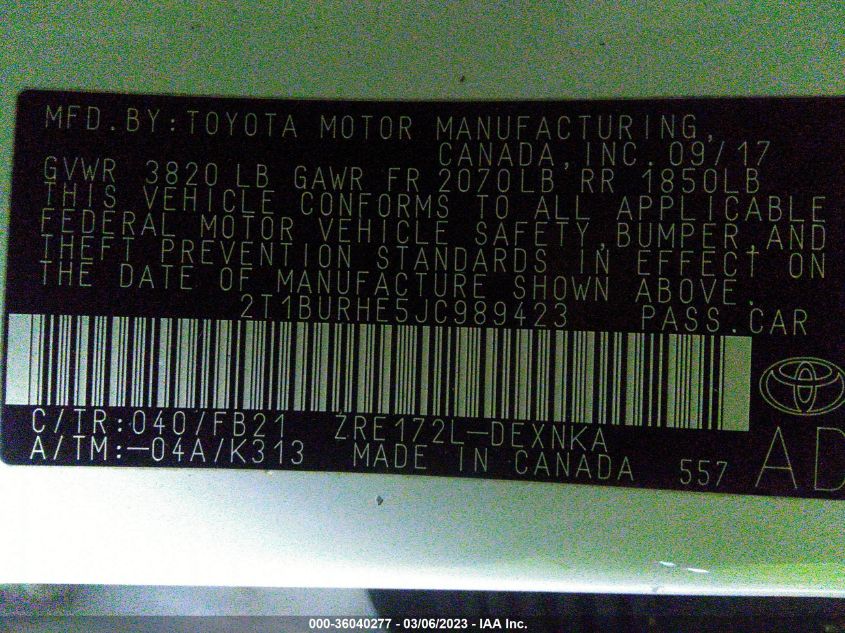 MFD.BY:TOYOTA MOTOR MANUFACTURING,
CANADA,INC. 09/17
GVWR 3820 LB GAWR FR 2070LB RR 1850LB
THIS VEHICLE CONFORMS TO ALL APPLICABLE
FEDERAL MOTOR VEHICLE SAFETY,BUMPER,AND
THEFT PREVENTION STANDARDS IN EFFECT ON
THE DATE OF MANUFACTURE SHOWN ABOVE.
2T1BURHE5JC989423 PASS.CAR
C/TR:040/FB21 ZRE172L-DEXNKA
A/TM:-04A/K313 MADE IN CANADA 557 AD
000-36040277 - 03/06/2023 - IAA Inc.